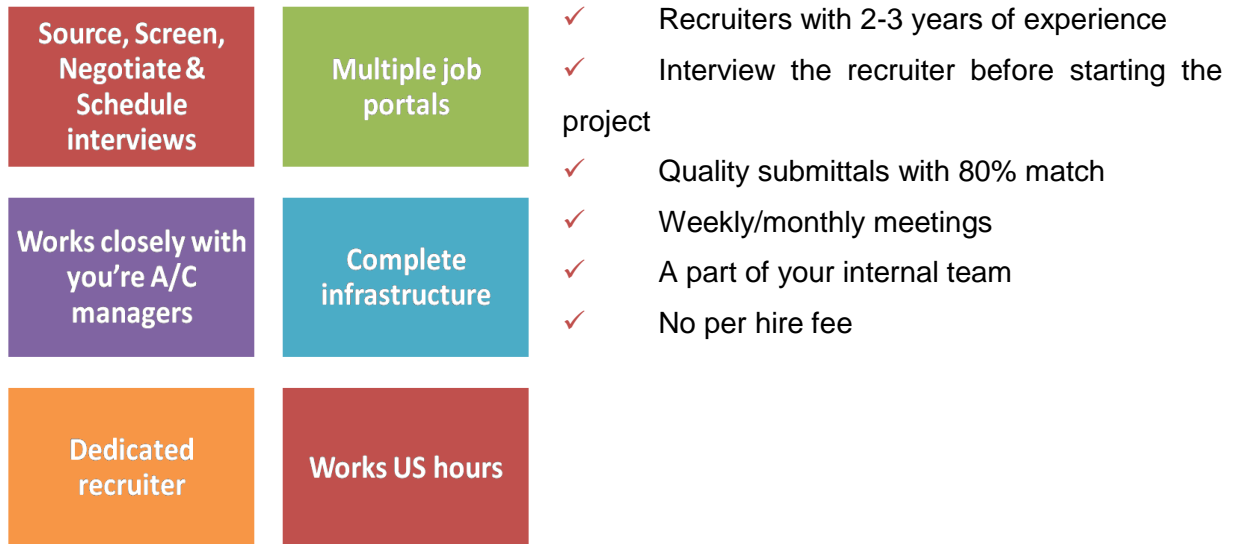 Source, Screen,
Negotiate &
Schedule
interviews
Multiple job
portals
Works closely with
you're A/C
managers
Complete
infrastructure
Dedicated
recruiter
Works US hours
✓ Recruiters with 2-3 years of experience
✓ Interview the recruiter before starting the
project
✓ Quality submittals with 80% match
✓ Weekly/monthly meetings
✓ A part of your internal team
✓ No per hire fee